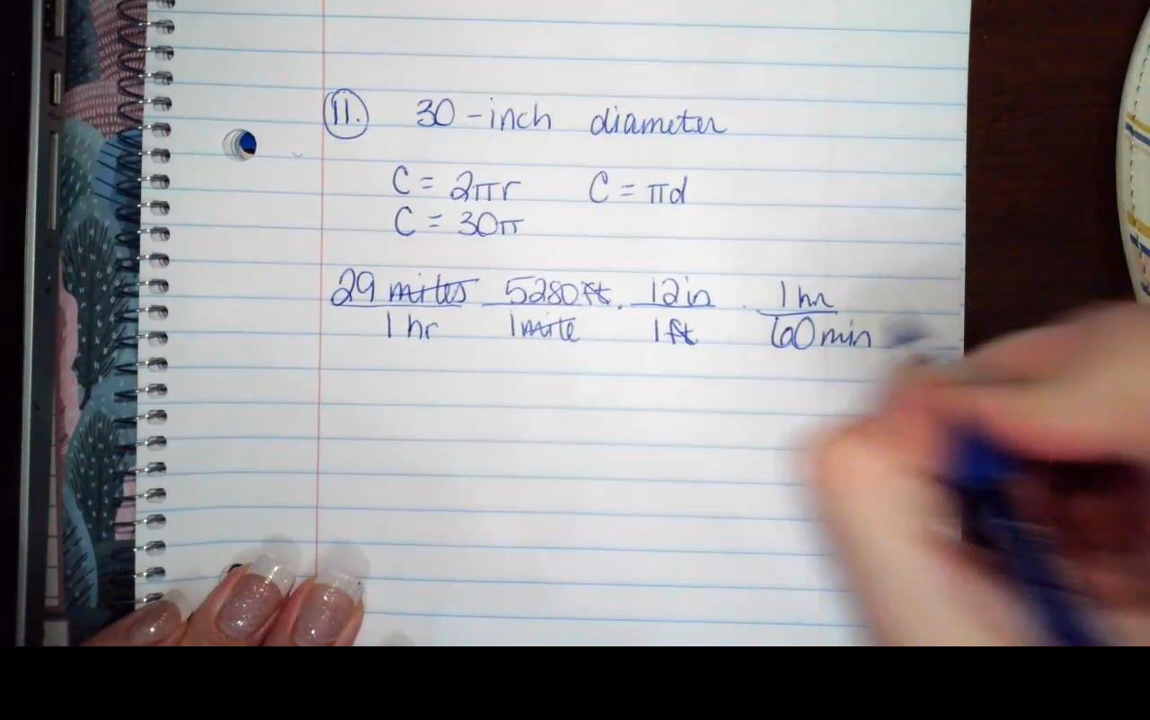 11. 30-inch diameter
C = 2πr C = πd
C = 30π
29 miles 5280 ft . 12 in . 1 hr
1 hr 1 mile 1 ft 60 min